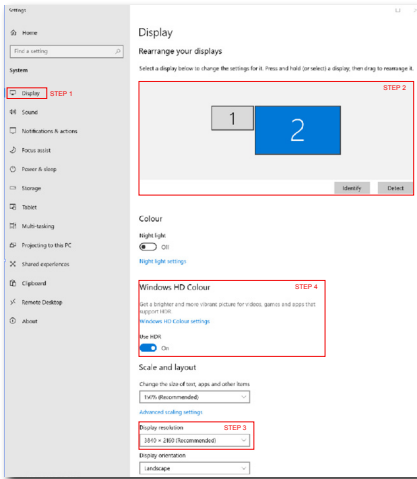 Settings
Home
Find a setting
System
Display STEP 1
Sound
Notifications & actions
Focus assist
Power & sleep
Storage
Tablet
Multi-tasking
Projecting to this PC
Shared experiences
Clipboard
Remote Desktop
About
Display
Rearrange your displays
Select a display below to change the settings for it. Press and hold (or select) a display, then drag to rearrange it.
STEP 2
1
2
Identify
Detect
Colour
Night light
Off
Night light settings
Windows HD Colour STEP 4
Get a brighter and more vibrant picture for videos, games and apps that
support HDR.
Windows HD Colour settings
Use HDR
On
Scale and layout
Change the size of text, apps and other items
150% (Recommended)
Advanced scaling settings
Display resolution STEP 3
3840 × 2160 (Recommended)
Display orientation
Landscape